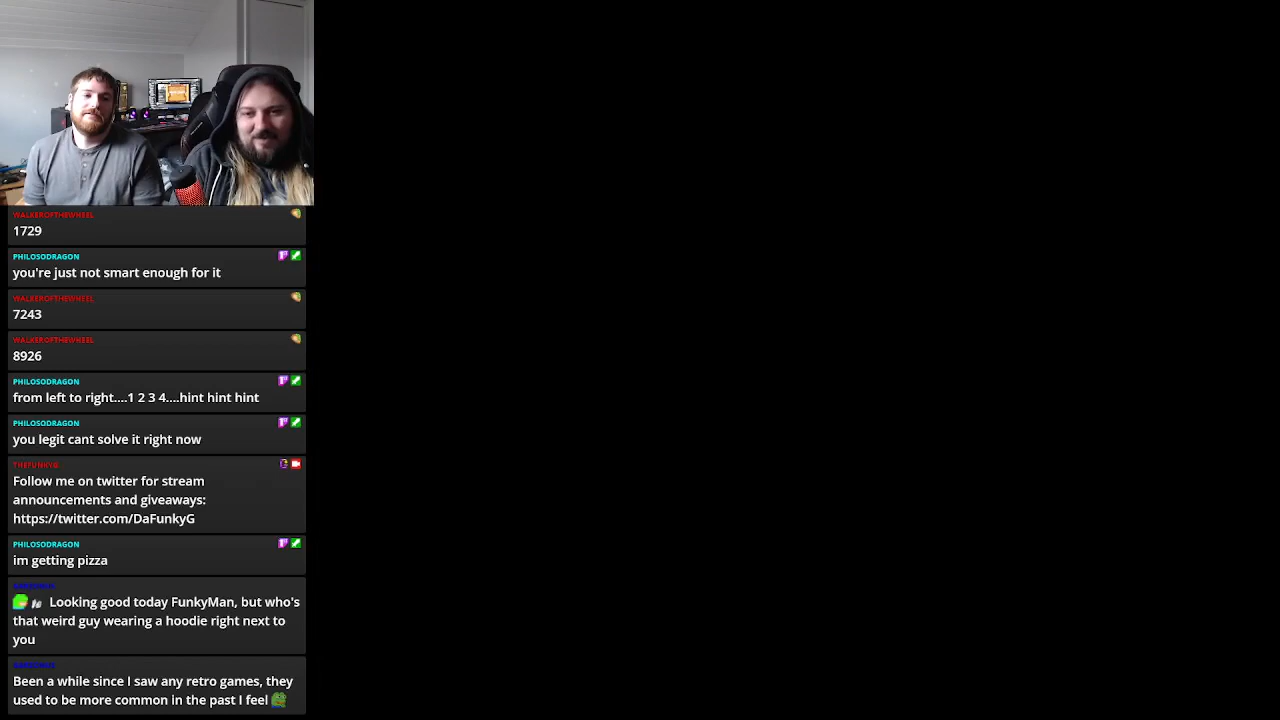 WALKEROFTHEWHEEL
1729
PHILOSODRAGON
you're just not smart enough for it
WALKEROFTHEWHEEL
7243
WALKEROFTHEWHEEL
8926
PHILOSODRAGON
from left to right....1 2 3 4....hint hint hint
PHILOSODRAGON
you legit cant solve it right now
THEFUNKYG
Follow me on twitter for stream
announcements and giveaways:
https://twitter.com/DaFunkyG
PHILOSODRAGON
im getting pizza
Looking good today FunkyMan, but who's
that weird guy wearing a hoodie right next to
you
Been a while since I saw any retro games, they
used to be more common in the past I feel